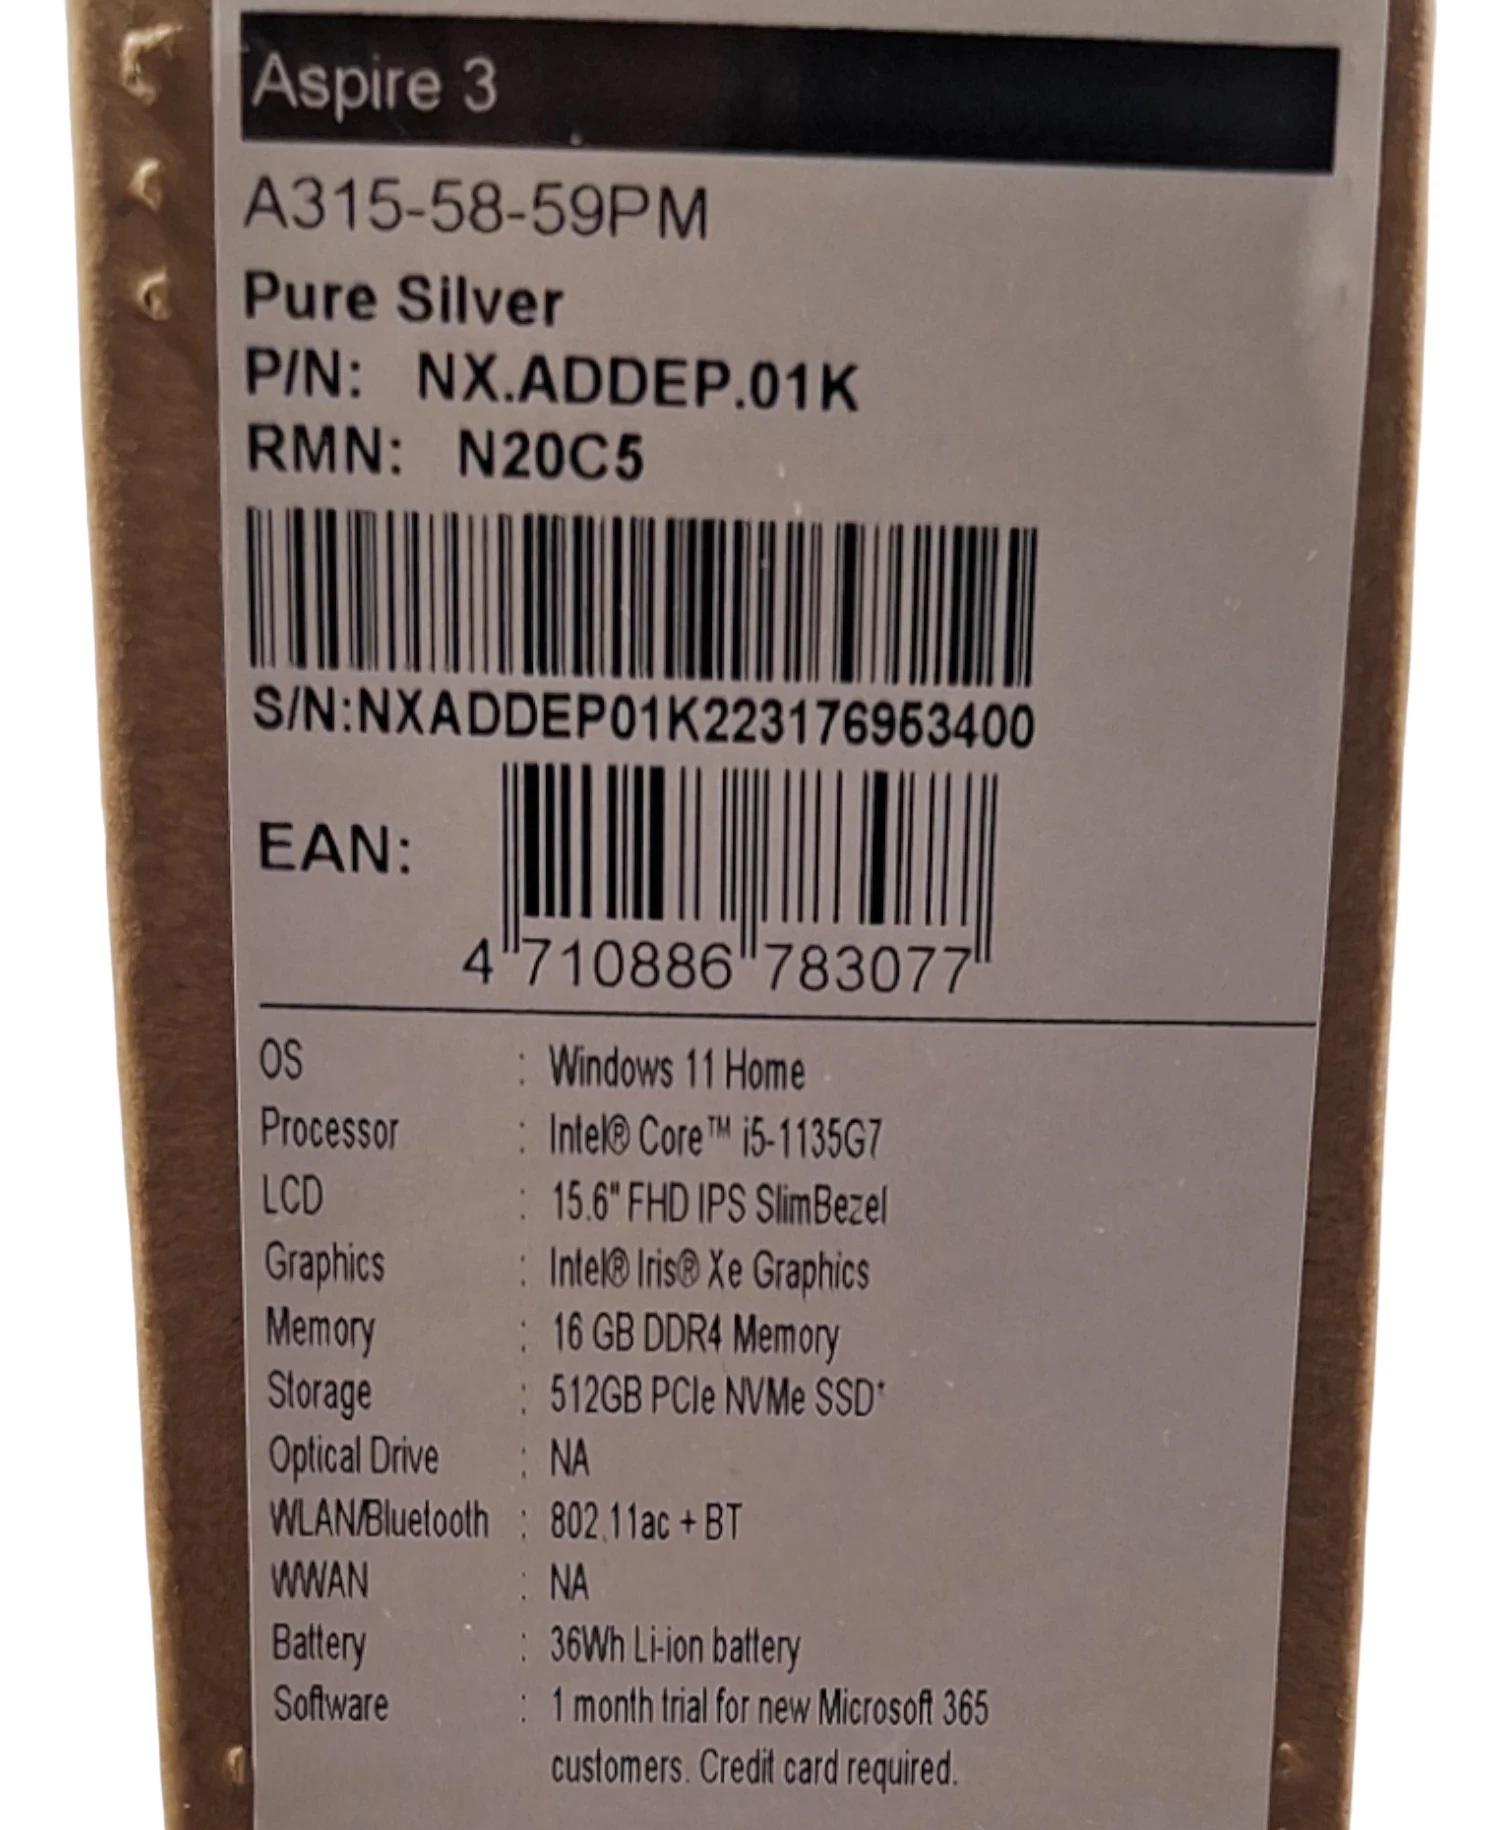 Aspire 3
A315-58-59PM
Pure Silver
P/N: NX.ADDEP.01K
RMN: N20C5
S/N:NXADDEP01K223176953400
EAN:
4 710886 783077
OS : Windows 11 Home
Processor : Intel® Core™ i5-1135G7
LCD : 15.6" FHD IPS SlimBezel
Graphics : Intel® Iris® Xe Graphics
Memory : 16 GB DDR4 Memory
Storage : 512GB PCIe NVMe SSD*
Optical Drive : NA
WLAN/Bluetooth : 802.11ac + BT
WWAN : NA
Battery : 36Wh Li-ion battery
Software : 1 month trial for new Microsoft 365
customers. Credit card required.